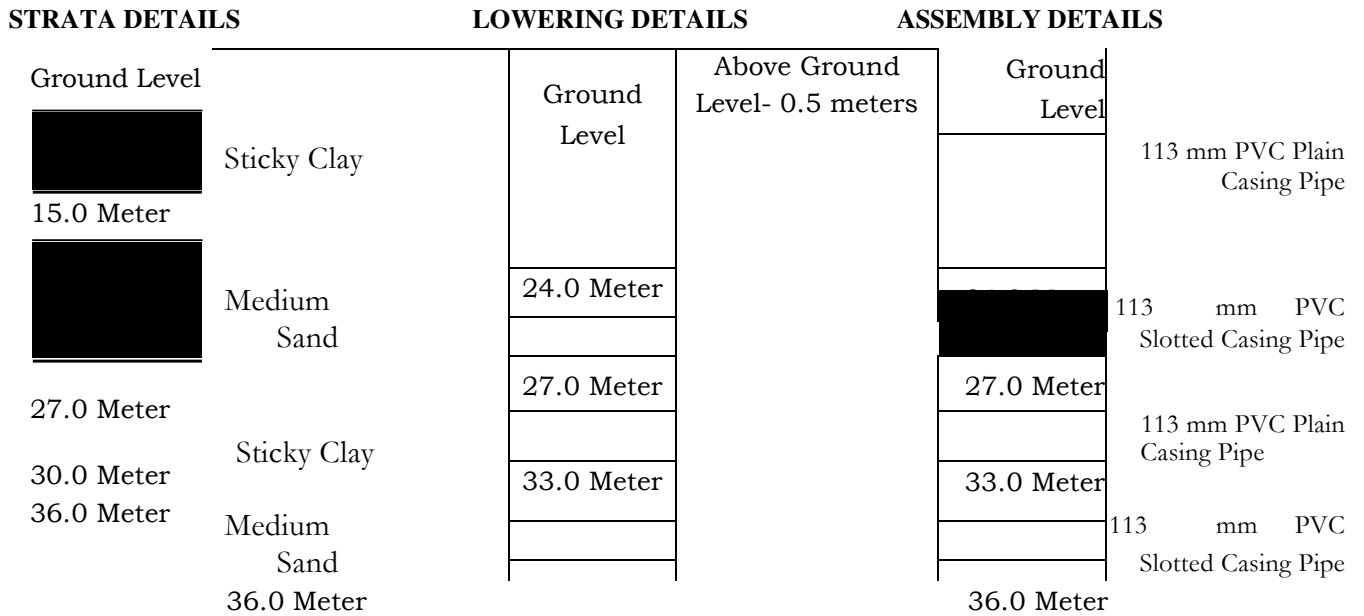 STRATA DETAILS
LOWERING DETAILS
ASSEMBLY DETAILS
Ground Level
Sticky Clay
15.0 Meter
Medium
Sand
27.0 Meter
Sticky Clay
30.0 Meter
36.0 Meter
Medium
Sand
36.0 Meter
Ground
Level
24.0 Meter
27.0 Meter
33.0 Meter
Above Ground
Level- 0.5 meters
Ground
Level
27.0 Meter
33.0 Meter
36.0 Meter
113 mm PVC Plain
Casing Pipe
113 mm PVC
Slotted Casing Pipe
113 mm PVC Plain
Casing Pipe
113 mm PVC
Slotted Casing Pipe